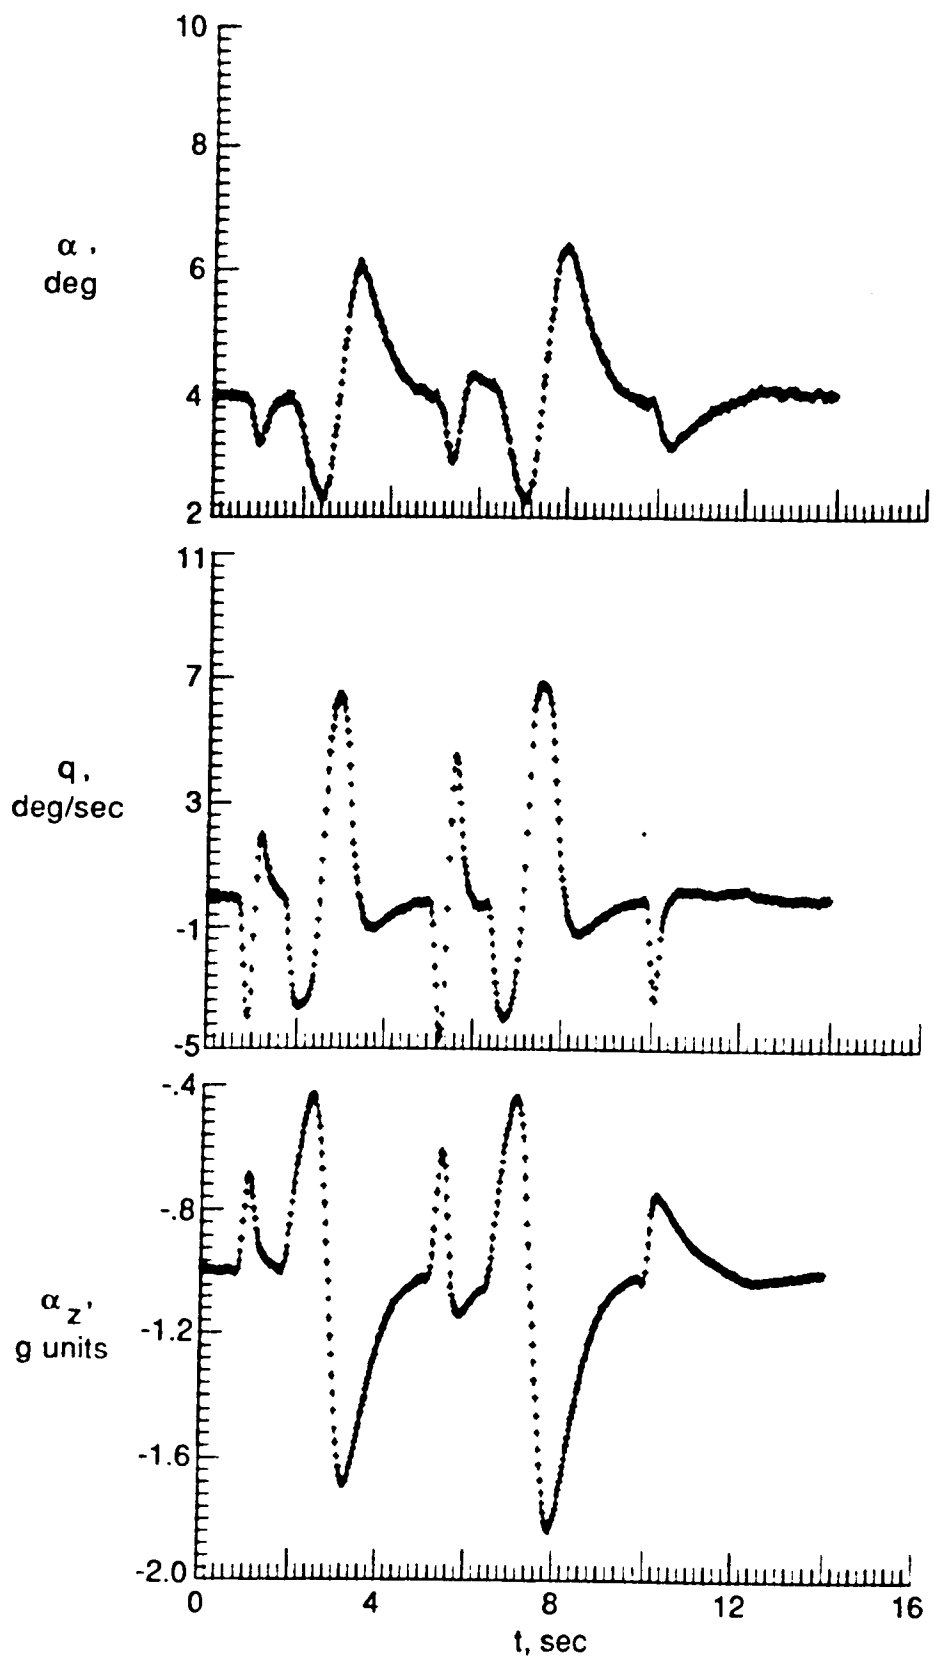 10
8
α ,
deg
6
4
2
11
7
q,
deg/sec
3
-1
-5
-.4
-.8
α z,
g units
-1.2
-1.6
-2.0
0 4 8 12 16
t, sec